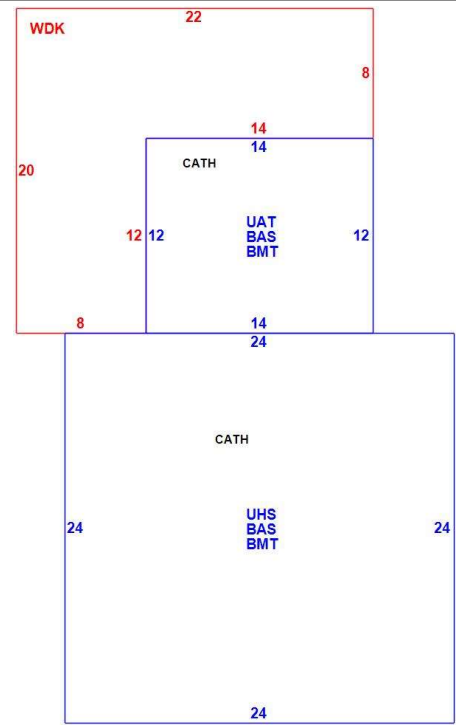 22
WDK
8
14
14
CATH
20
UAT
12 12 12
BAS
BMT
8 14
24
CATH
UHS
24 BAS 24
BMT
24